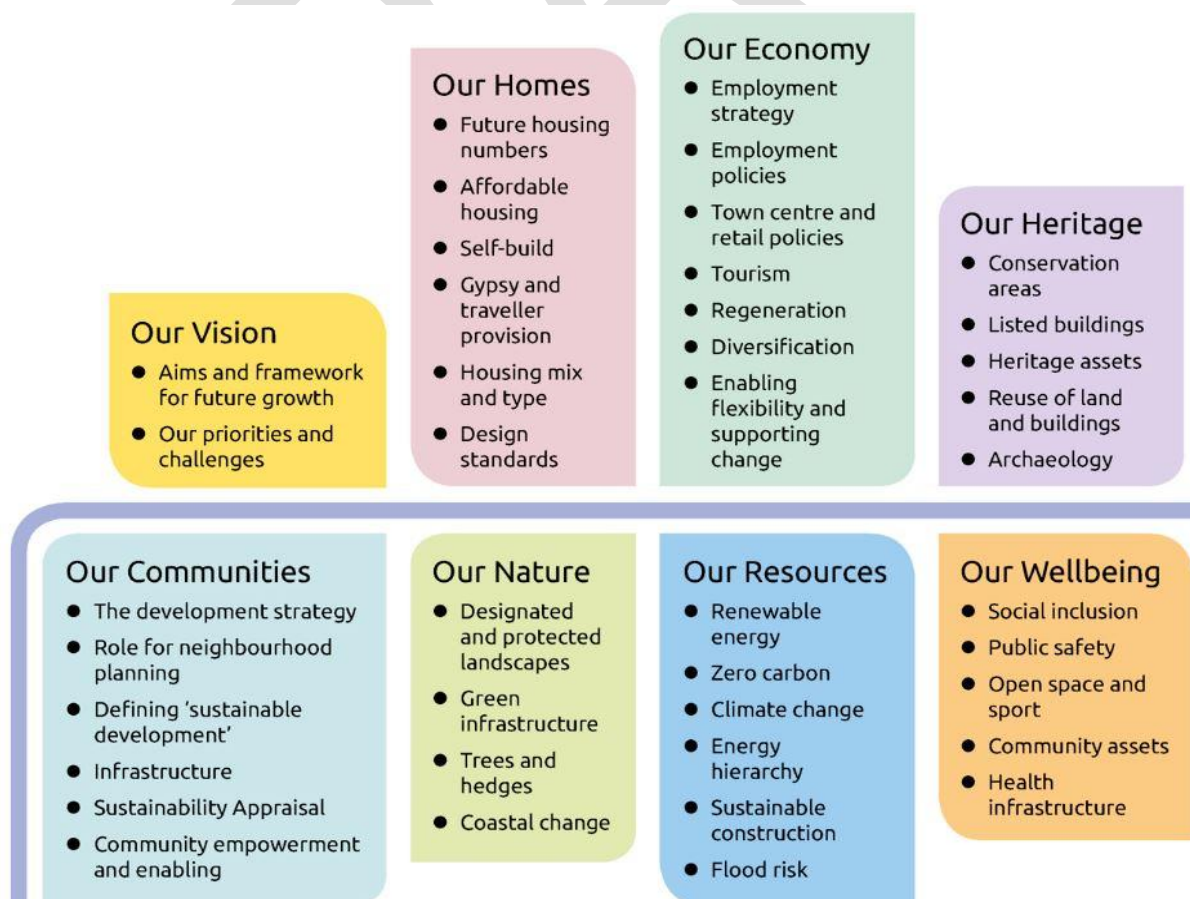 Our Vision
● Aims and framework
for future growth
● Our priorities and
challenges
Our Homes
● Future housing
numbers
● Affordable
housing
● Self-build
● Gypsy and
traveller
provision
● Housing mix
and type
● Design
standards
Our Economy
● Employment
strategy
● Employment
policies
● Town centre and
retail policies
● Tourism
● Regeneration
● Diversification
● Enabling
flexibility and
supporting
change
Our Heritage
● Conservation
areas
● Listed buildings
● Heritage assets
● Reuse of land
and buildings
● Archaeology
Our Communities
● The development strategy
● Role for neighbourhood
planning
● Defining ‘sustainable
development’
● Infrastructure
● Sustainability Appraisal
● Community empowerment
and enabling
Our Nature
● Designated
and protected
landscapes
● Green
infrastructure
● Trees and
hedges
● Coastal change
Our Resources
● Renewable
energy
● Zero carbon
● Climate change
● Energy
hierarchy
● Sustainable
construction
● Flood risk
Our Wellbeing
● Social inclusion
● Public safety
● Open space and
sport
● Community assets
● Health
infrastructure